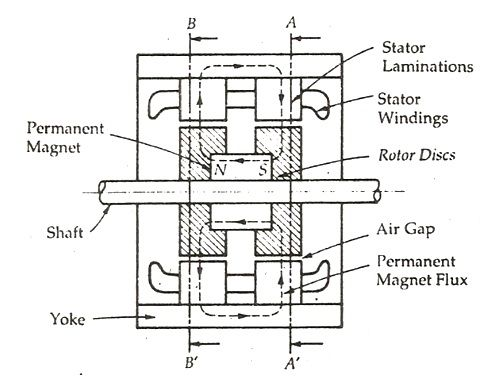 B
A
Stator
Laminations
Stator
Windings
Permanent
Magnet
N
S
Rotor Discs
Shaft
Air Gap
Permanent
Magnet Flux
Yoke
B'
A'